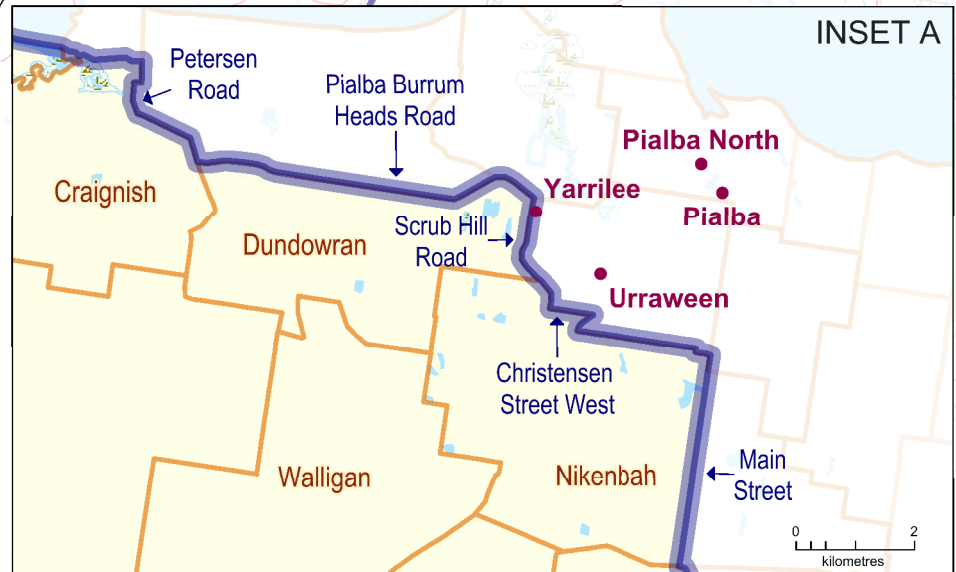 INSET A
Petersen
Road
Pialba Burrum
Heads Road
Pialba North
Craignish
Yarrilee
Pialba
Scrub Hill
Road
Dundowran
Urraween
Christensen
Street West
Walligan
Nikenbah
Main
Street
0 2
kilometres